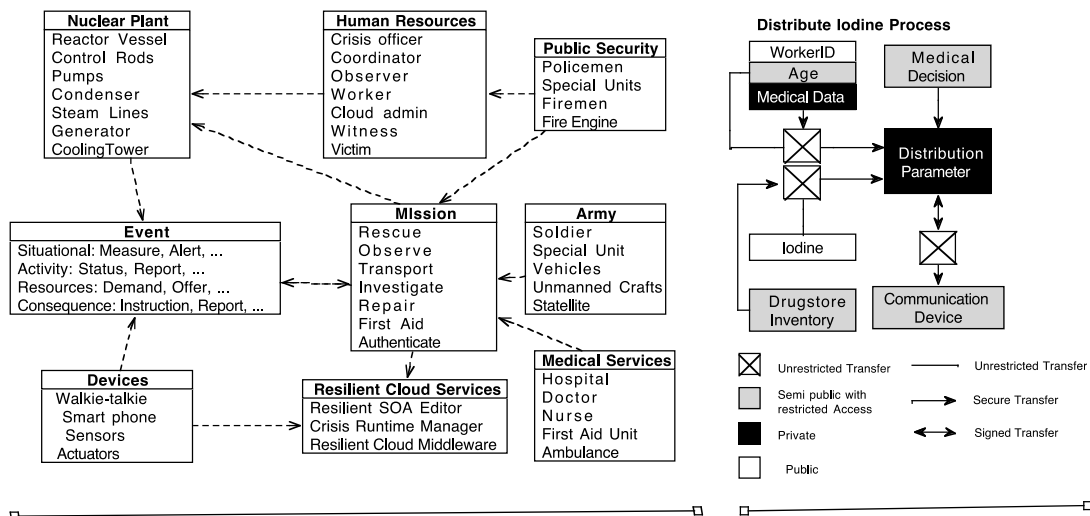 Nuclear Plant
Reactor Vessel
Control Rods
Pumps
Condenser
Steam Lines
Generator
CoolingTower
Human Resources
Crisis officer
Coordinator
Observer
Worker
Cloud admin
Witness
Victim
Public Security
Policemen
Special Units
Firemen
Fire Engine
Event
Situational: Measure, Alert, ...
Activity: Status, Report, ...
Resources: Demand, Offer, ...
Consequence: Instruction, Report, ...
MIssion
Rescue
Observe
Transport
Investigate
Repair
First Aid
Authenticate
Army
Soldier
Special Unit
Vehicles
Unmanned Crafts
Statellite
Devices
Walkie-talkie
Smart phone
Sensors
Actuators
Resilient Cloud Services
Resilient SOA Editor
Crisis Runtime Manager
Resilient Cloud Middleware
Medical Services
Hospital
Doctor
Nurse
First Aid Unit
Ambulance
Distribute Iodine Process
WorkerID
Age
Medical Data
Medical
Decision
Distribution
Parameter
Iodine
Drugstore
Inventory
Communication
Device
Unrestricted Transfer
Semi public with
restricted Access
Private
Public
Unrestricted Transfer
Secure Transfer
Signed Transfer